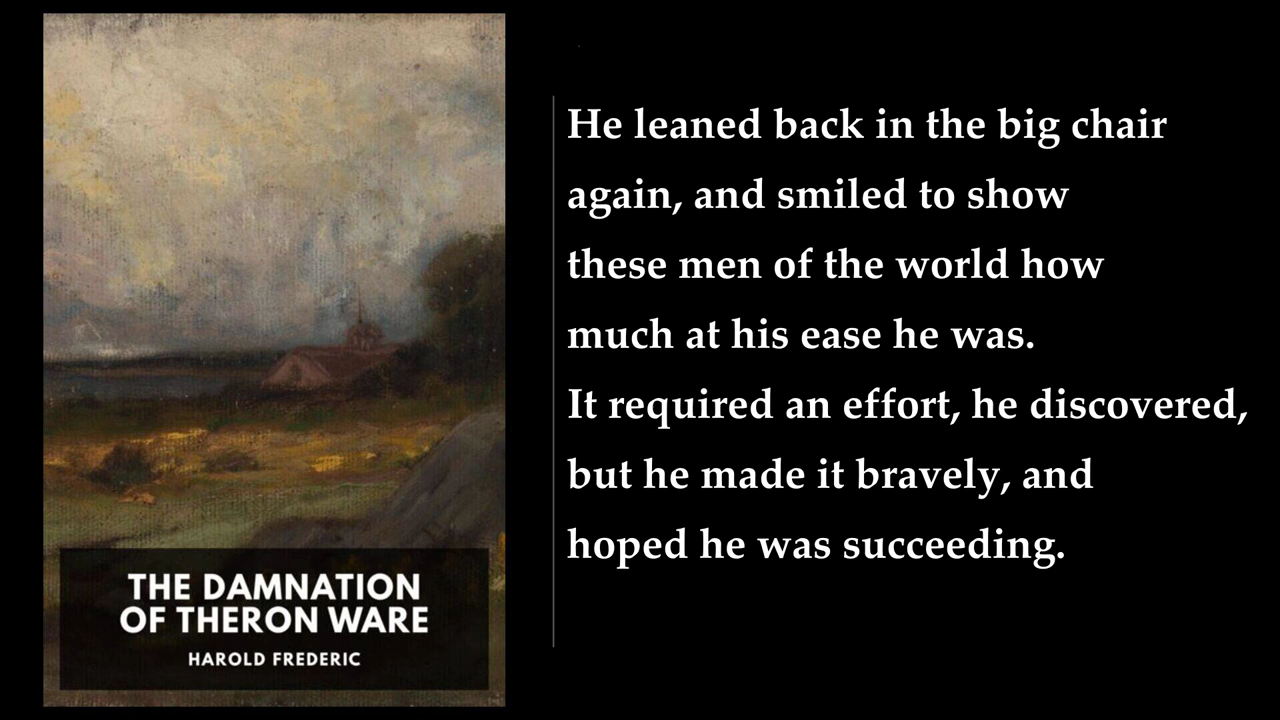 THE DAMNATION
OF THERON WARE
HAROLD FREDERIC
He leaned back in the big chair
again, and smiled to show
these men of the world how
much at his ease he was.
It required an effort, he discovered,
but he made it bravely, and
hoped he was succeeding.